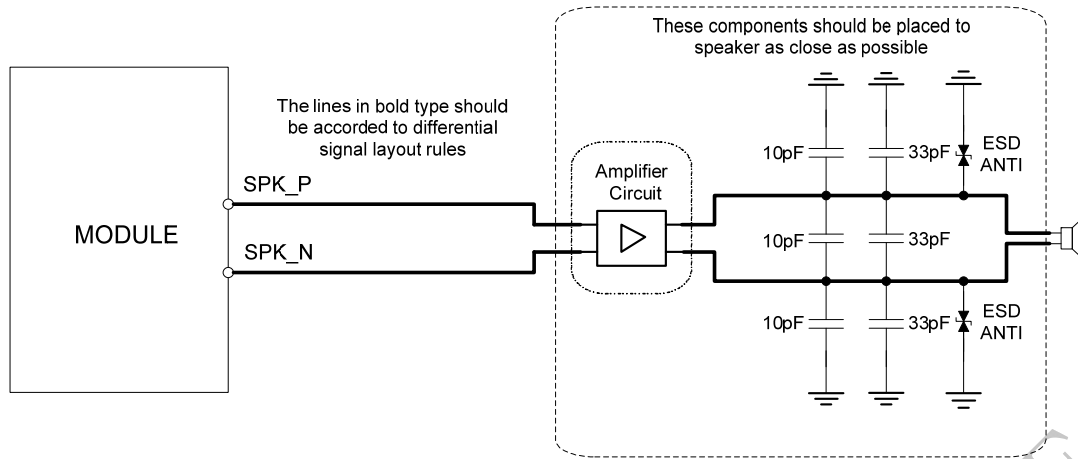 These components should be placed to
speaker as close as possible
The lines in bold type should
be accorded to differential
signal layout rules
10pF
33pF
ESD
ANTI
Amplifier
Circuit
SPK_P
MODULE
10pF
33pF
SPK_N
10pF
33pF
ESD
ANTI